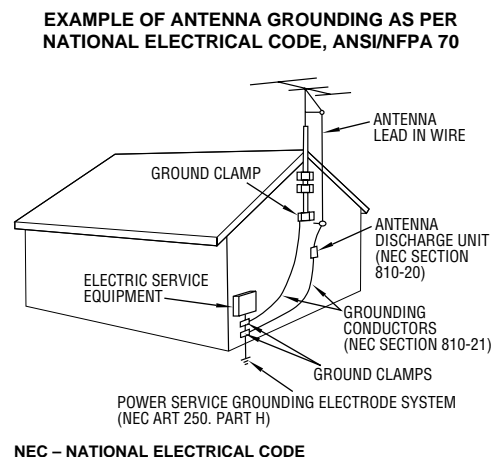 EXAMPLE OF ANTENNA GROUNDING AS PER
NATIONAL ELECTRICAL CODE, ANSI/NFPA 70
ANTENNA
LEAD IN WIRE
GROUND CLAMP
ANTENNA
DISCHARGE UNIT
(NEC SECTION
810-20)
ELECTRIC SERVICE
EQUIPMENT
GROUNDING
CONDUCTORS
(NEC SECTION 810-21)
GROUND CLAMPS
POWER SERVICE GROUNDING ELECTRODE SYSTEM
(NEC ART 250. PART H)
NEC – NATIONAL ELECTRICAL CODE